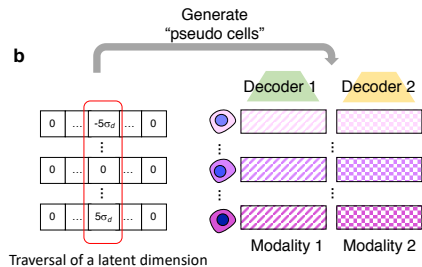 Generate
“pseudo cells”
b
Decoder 1
Decoder 2
0 ... -5σd ... 0
⋮
0 ... 0 ... 0
⋮
0 ... 5σd ... 0
⋮
⋮
⋮
⋮
Modality 1
Modality 2
Traversal of a latent dimension